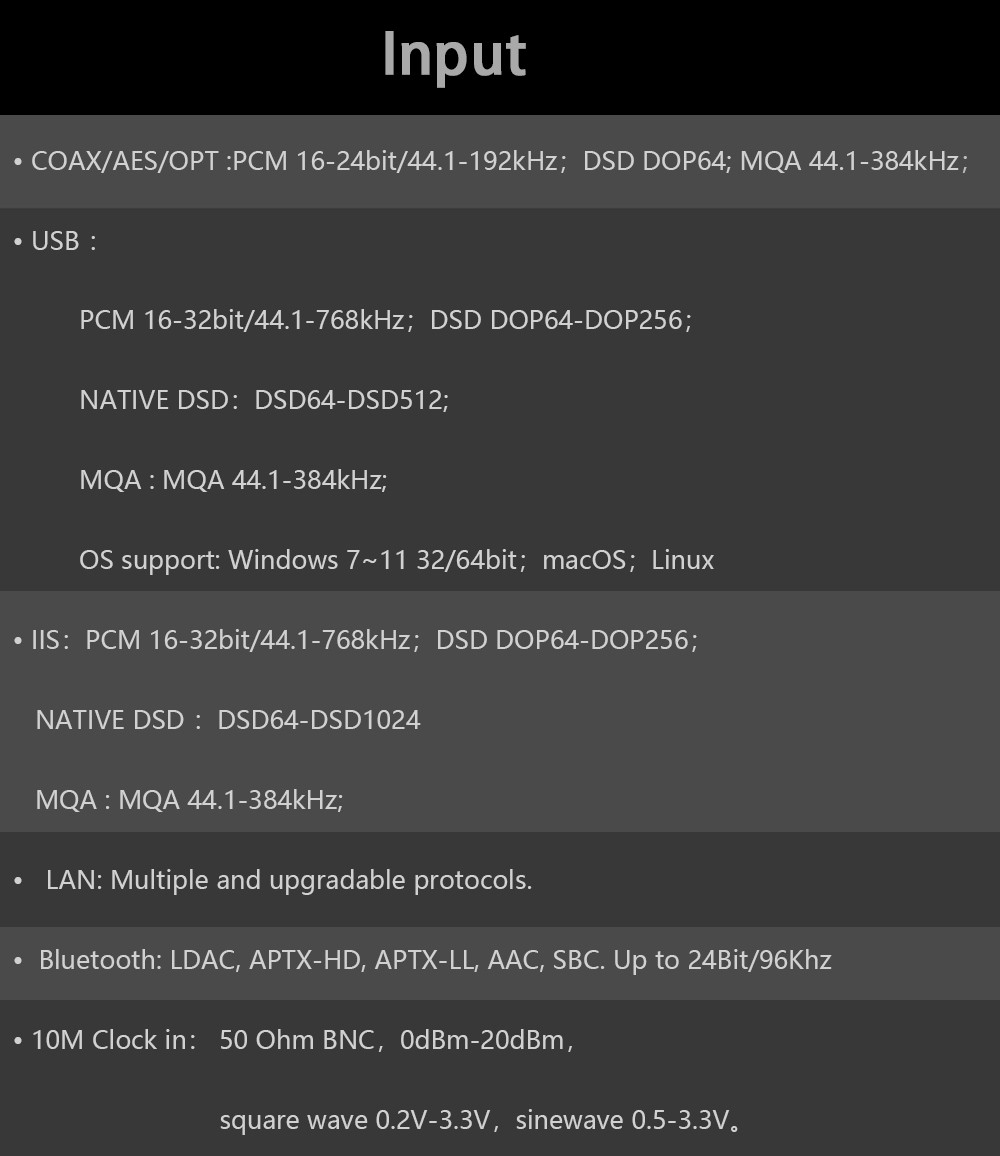 Input
• COAX/AES/OPT :PCM 16-24bit/44.1-192kHz；DSD DOP64; MQA 44.1-384kHz；
• USB：
PCM 16-32bit/44.1-768kHz；DSD DOP64-DOP256；
NATIVE DSD：DSD64-DSD512;
MQA : MQA 44.1-384kHz;
OS support: Windows 7~11 32/64bit；macOS；Linux
• IIS：PCM 16-32bit/44.1-768kHz；DSD DOP64-DOP256；
NATIVE DSD：DSD64-DSD1024
MQA : MQA 44.1-384kHz;
• LAN: Multiple and upgradable protocols.
• Bluetooth: LDAC, APTX-HD, APTX-LL, AAC, SBC. Up to 24Bit/96Khz
• 10M Clock in： 50 Ohm BNC，0dBm-20dBm，
square wave 0.2V-3.3V，sinewave 0.5-3.3V。